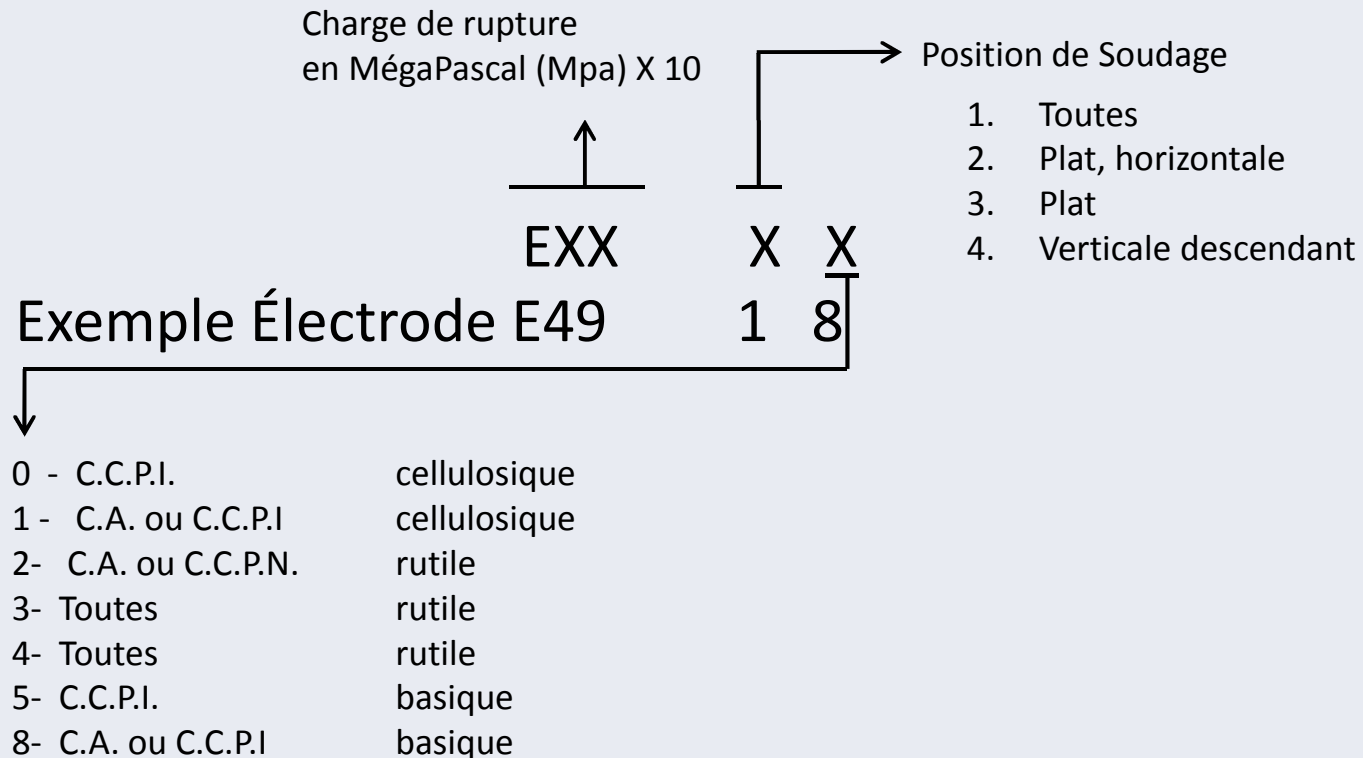 Charge de rupture
en MégaPascal (Mpa) X 10
Position de Soudage
1. Toutes
2. Plat, horizontale
3. Plat
4. Verticale descendant
EXX X X
Exemple Électrode E49 1 8
0 - C.C.P.I. cellulosique
1 - C.A. ou C.C.P.I cellulosique
2- C.A. ou C.C.P.N. rutile
3- Toutes rutile
4- Toutes rutile
5- C.C.P.I. basique
8- C.A. ou C.C.P.I basique